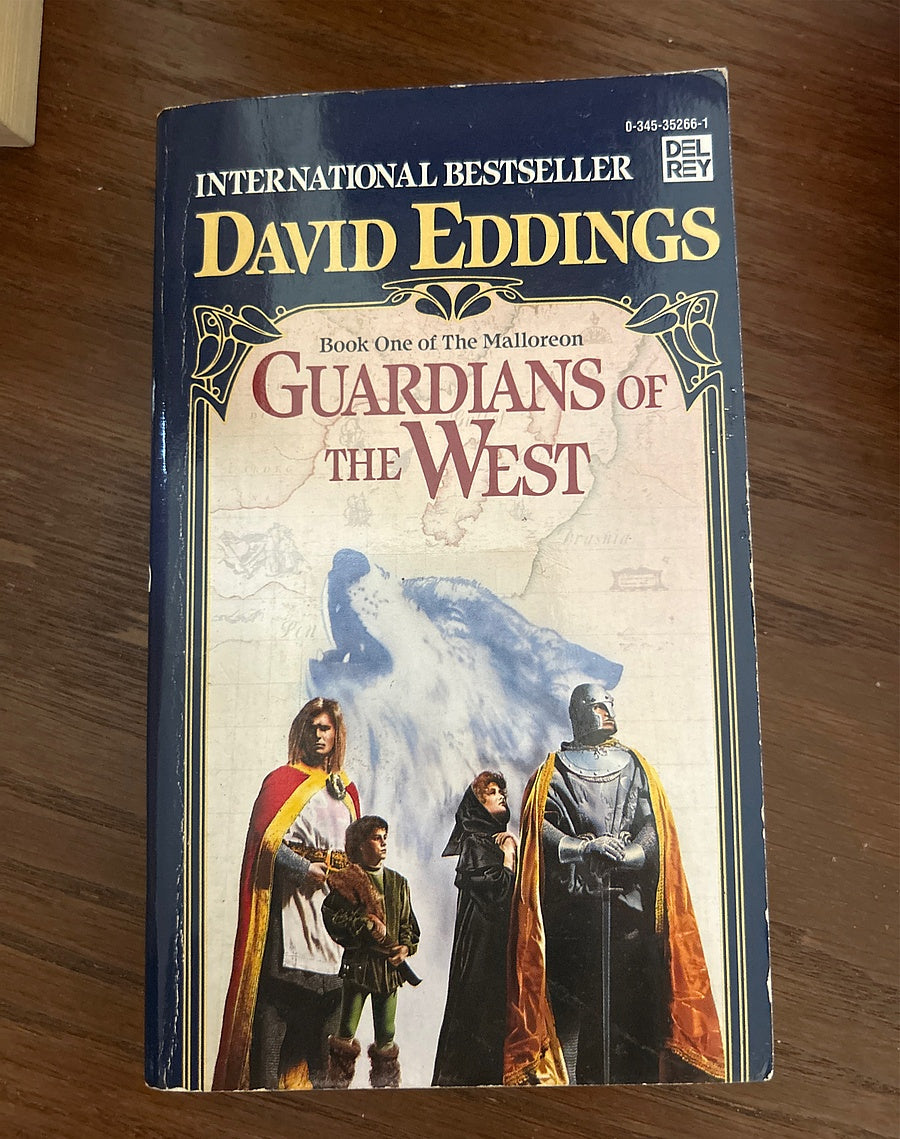 0-345-35266-1
DEL
REY
INTERNATIONAL BESTSELLER
DAVID EDDINGS
Book One of The Malloreon
GUARDIANS OF
THE WEST